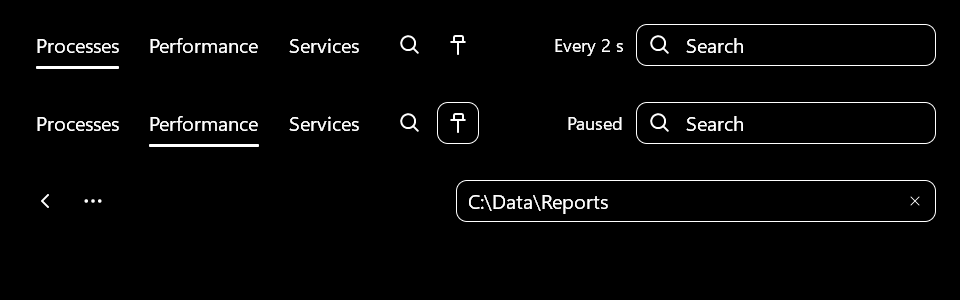 Processes Performance Services Every 2 s Search
Processes Performance Services Paused Search
C:\Data\Reports